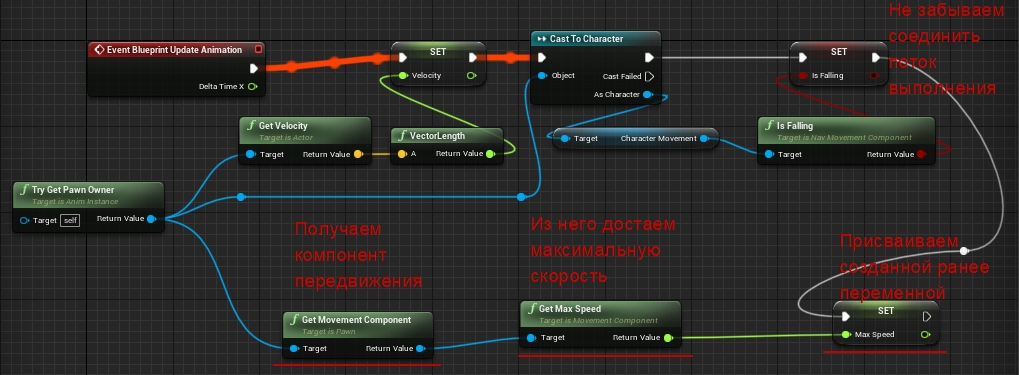 Не забываем
соединить
поток
выполнения
Event Blueprint Update Animation
Delta Time X
SET
Velocity
Cast To Character
Object
Cast Failed
As Character
SET
Is Falling
Get Velocity
Target is Actor
Target
Return Value
VectorLength
A
Return Value
Target
Character Movement
Is Falling
Target is Nav Movement Component
Target
Return Value
Try Get Pawn Owner
Target is Anim Instance
Target
self
Return Value
Получаем
компонент
передвижения
Из него достаем
максимальную
скорость
Присваиваем
созданной ранее
переменной
Get Movement Component
Target is Pawn
Target
Return Value
Get Max Speed
Target is Movement Component
Target
Return Value
SET
Max Speed